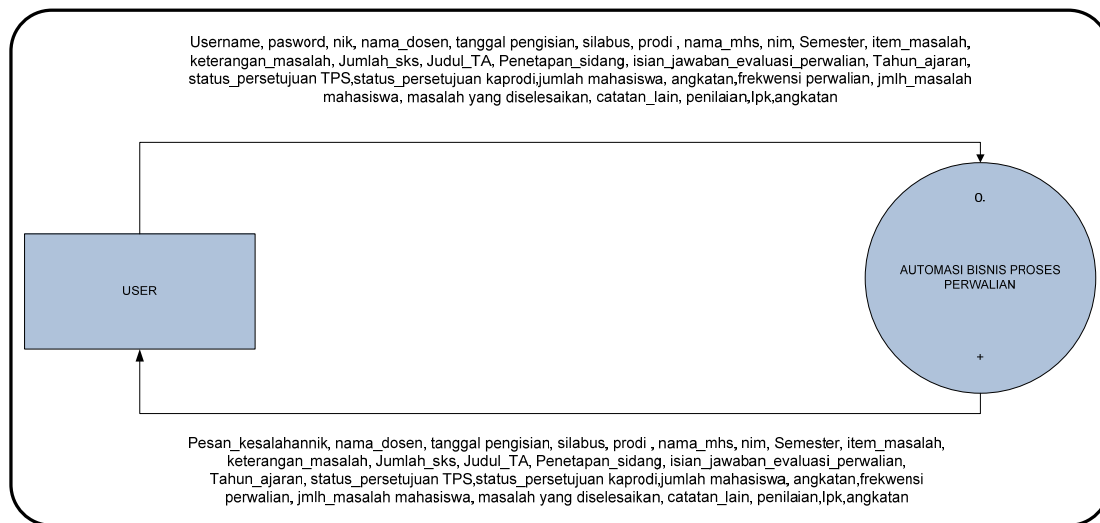 Username, pasword, nik, nama_dosen, tanggal pengisian, silabus, prodi , nama_mhs, nim, Semester, item_masalah,
keterangan_masalah, Jumlah_sks, Judul_TA, Penetapan_sidang, isian_jawaban_evaluasi_perwalian, Tahun_ajaran,
status_persetujuan TPS,status_persetujuan kaprodi,jumlah mahasiswa, angkatan,frekwensi perwalian, jmlh_masalah
mahasiswa, masalah yang diselesaikan, catatan_lain, penilaian,Ipk,angkatan
0.
USER
AUTOMASI BISNIS PROSES
PERWALIAN
+
Pesan_kesalahannik, nama_dosen, tanggal pengisian, silabus, prodi , nama_mhs, nim, Semester, item_masalah,
keterangan_masalah, Jumlah_sks, Judul_TA, Penetapan_sidang, isian_jawaban_evaluasi_perwalian,
Tahun_ajaran, status_persetujuan TPS,status_persetujuan kaprodi,jumlah mahasiswa, angkatan,frekwensi
perwalian, jmlh_masalah mahasiswa, masalah yang diselesaikan, catatan_lain, penilaian,Ipk,angkatan